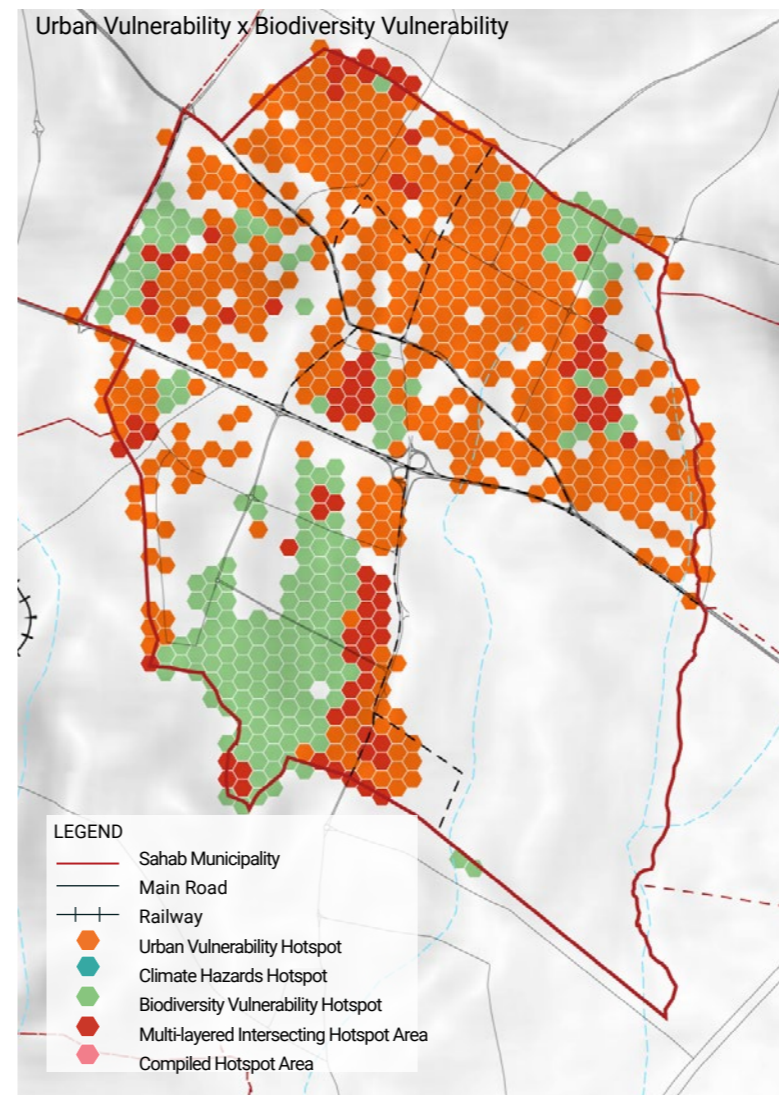 Urban Vulnerability x Biodiversity Vulnerability
LEGEND
Sahab Municipality
Main Road
Railway
Urban Vulnerability Hotspot
Climate Hazards Hotspot
Biodiversity Vulnerability Hotspot
Multi-layered Intersecting Hotspot Area
Compiled Hotspot Area